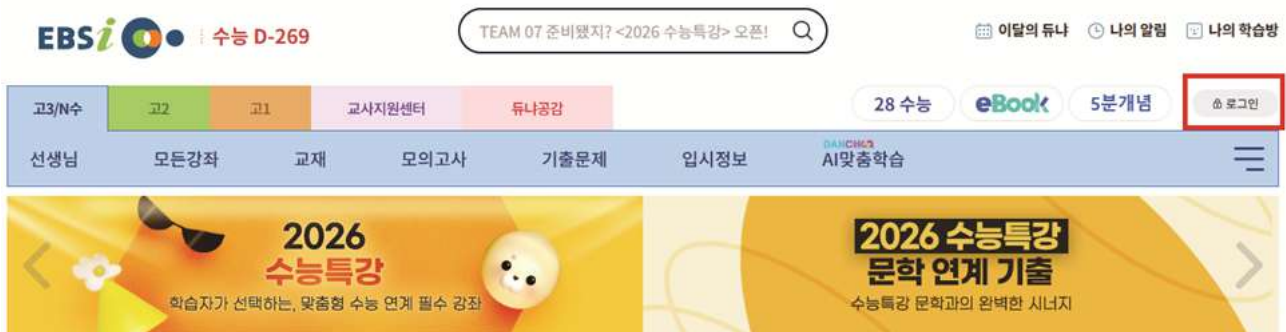 EBSi 수능 D-269
TEAM 07 준비됐지? <2026 수능특강> 오픈!
이달의 듀냐 나의 알림 나의 학습방
고3/N수 고2 고1 교사지원센터 듀냐공감
28 수능 eBook 5분개념 로그인
선생님 모든강좌 교재 모의고사 기출문제 입시정보
DANCHOO
AI맞춤학습
2026
수능특강
학습자가 선택하는, 맞춤형 수능 연계 필수 강좌
2026 수능특강
문학 연계 기출
수능특강 문학과의 완벽한 시너지